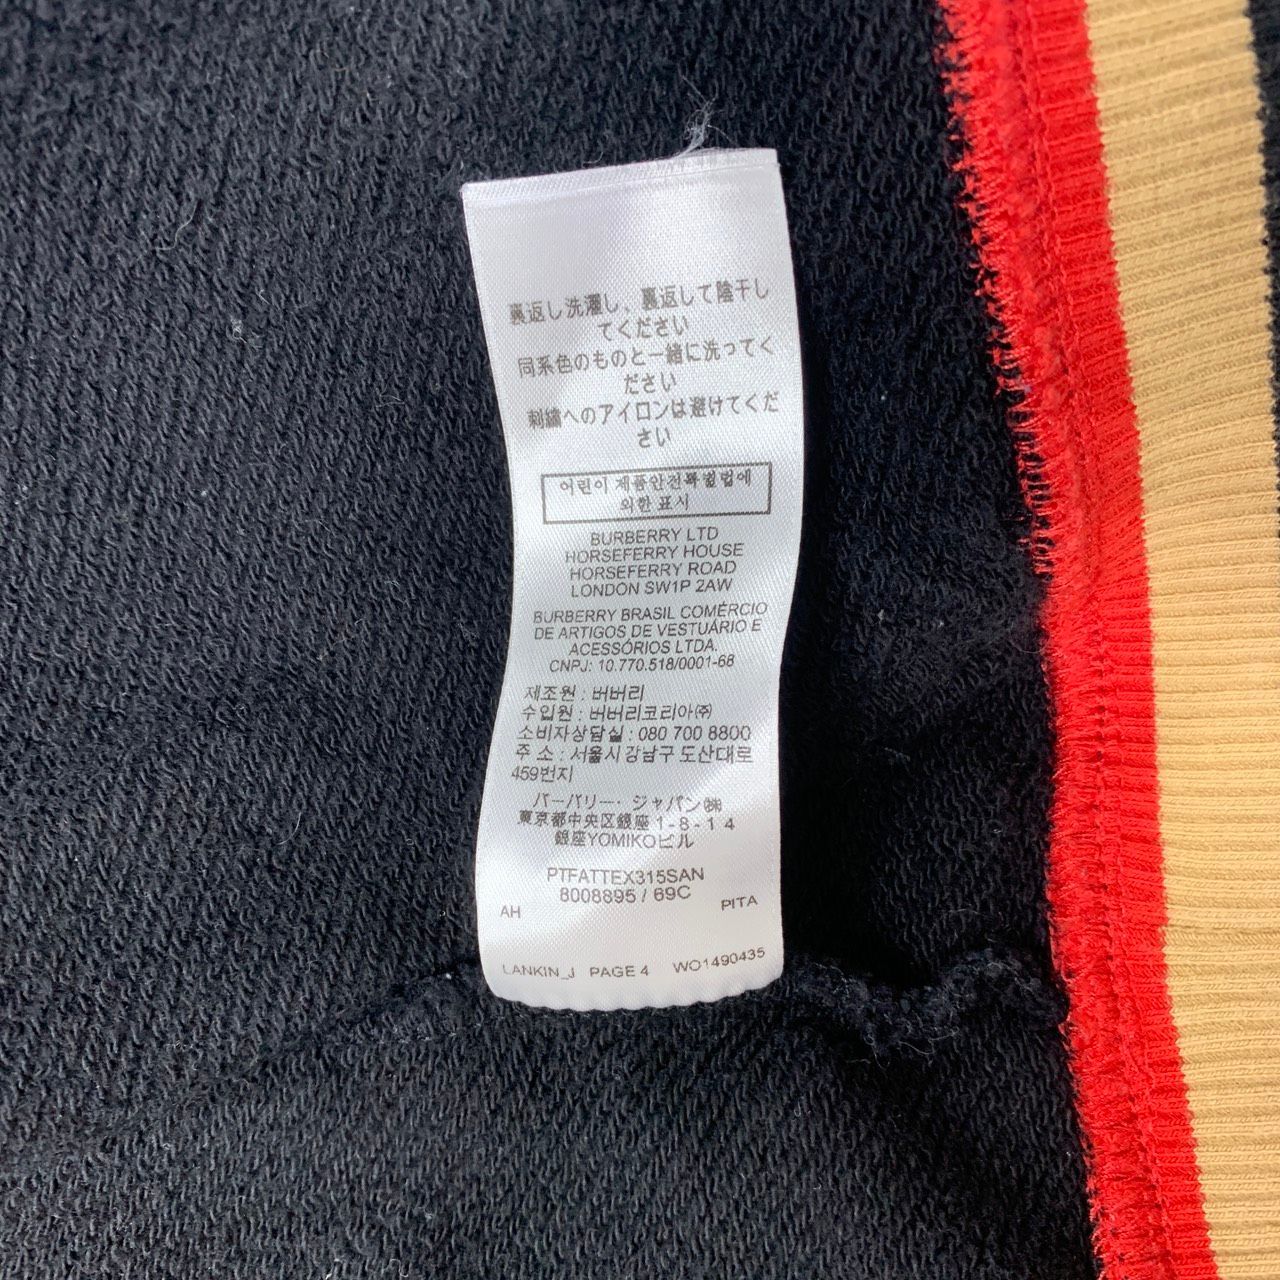 裏返し洗濯し、裏返して陰干し
てください
同系色のものと一緒に洗ってく
ださい
刺繍へのアイロンは避けてくだ
さい
어린이 제품안전특별법에
의한 표시
BURBERRY LTD
HORSEFERRY HOUSE
HORSEFERRY ROAD
LONDON SW1P 2AW
BURBERRY BRASIL COMÉRCIO
DE ARTIGOS DE VESTUÁRIO E
ACESSÓRIOS LTDA.
CNPJ: 10.770.518/0001-68
제조원 : 버버리
수입원 : 버버리코리아㈜
소비자상담실 : 080 700 8800
주 소 : 서울시 강남구 도산대로
459번지
バーバリー・ジャパン㈱
東京都中央区銀座 1-8-14
銀座YOMIKOビル
PTFATTEX315SAN
8008895 / 69C
AH PITA
LANKIN_J PAGE 4 WO1490435